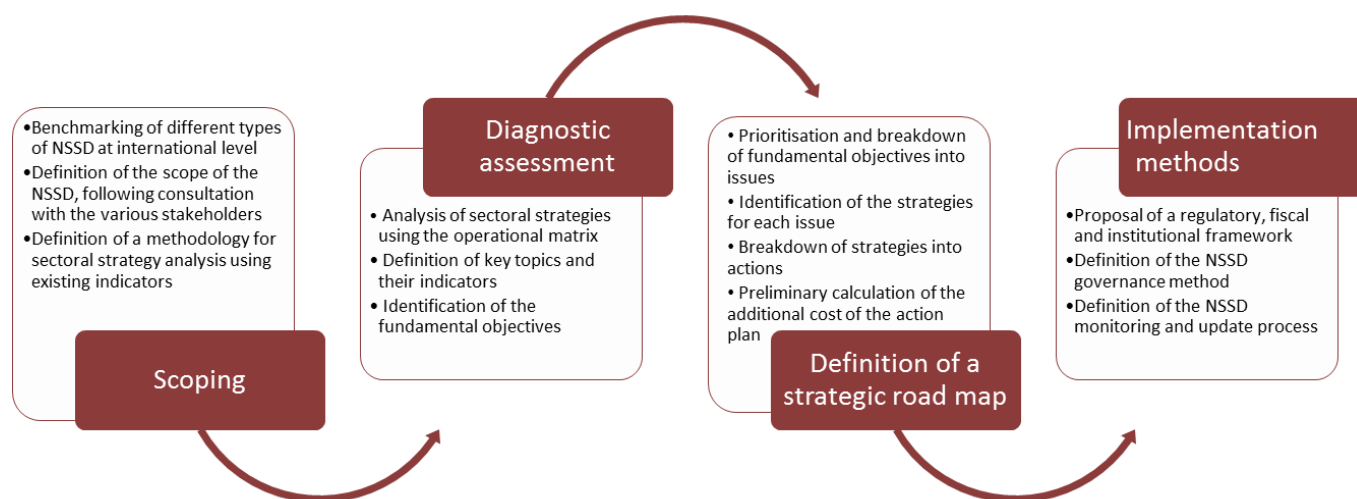 •Benchmarking of different types
of NSSD at international level
•Definition of the scope of the
NSSD, following consultation
with the various stakeholders
•Definition of a methodology for
sectoral strategy analysis using
existing indicators
Scoping
Diagnostic
assessment
• Analysis of sectoral strategies
using the operational matrix
• Definition of key topics and
their indicators
• Identification of the
fundamental objectives
• Prioritisation and breakdown
of fundamental objectives into
issues
• Identification of the strategies
for each issue
• Breakdown of strategies into
actions
• Preliminary calculation of the
additional cost of the action
plan
Definition of a
strategic road map
Implementation
methods
•Proposal of a regulatory, fiscal
and institutional framework
•Definition of the NSSD
governance method
•Definition of the NSSD
monitoring and update process